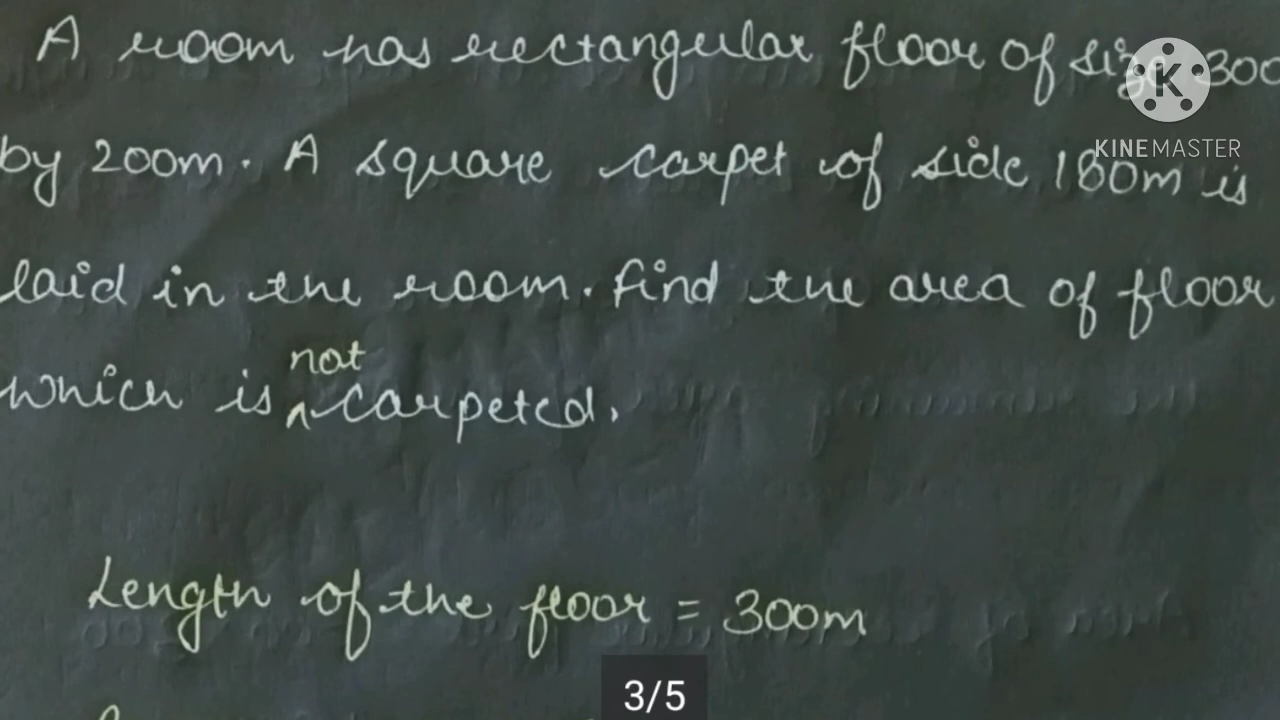 A room has rectangular floor of size 300
by 200m. A square carpet of side 180m is
laid in the room. find the area of floor
which is not carpeted.
Length of the floor = 300m
K
KINEMASTER
3/5